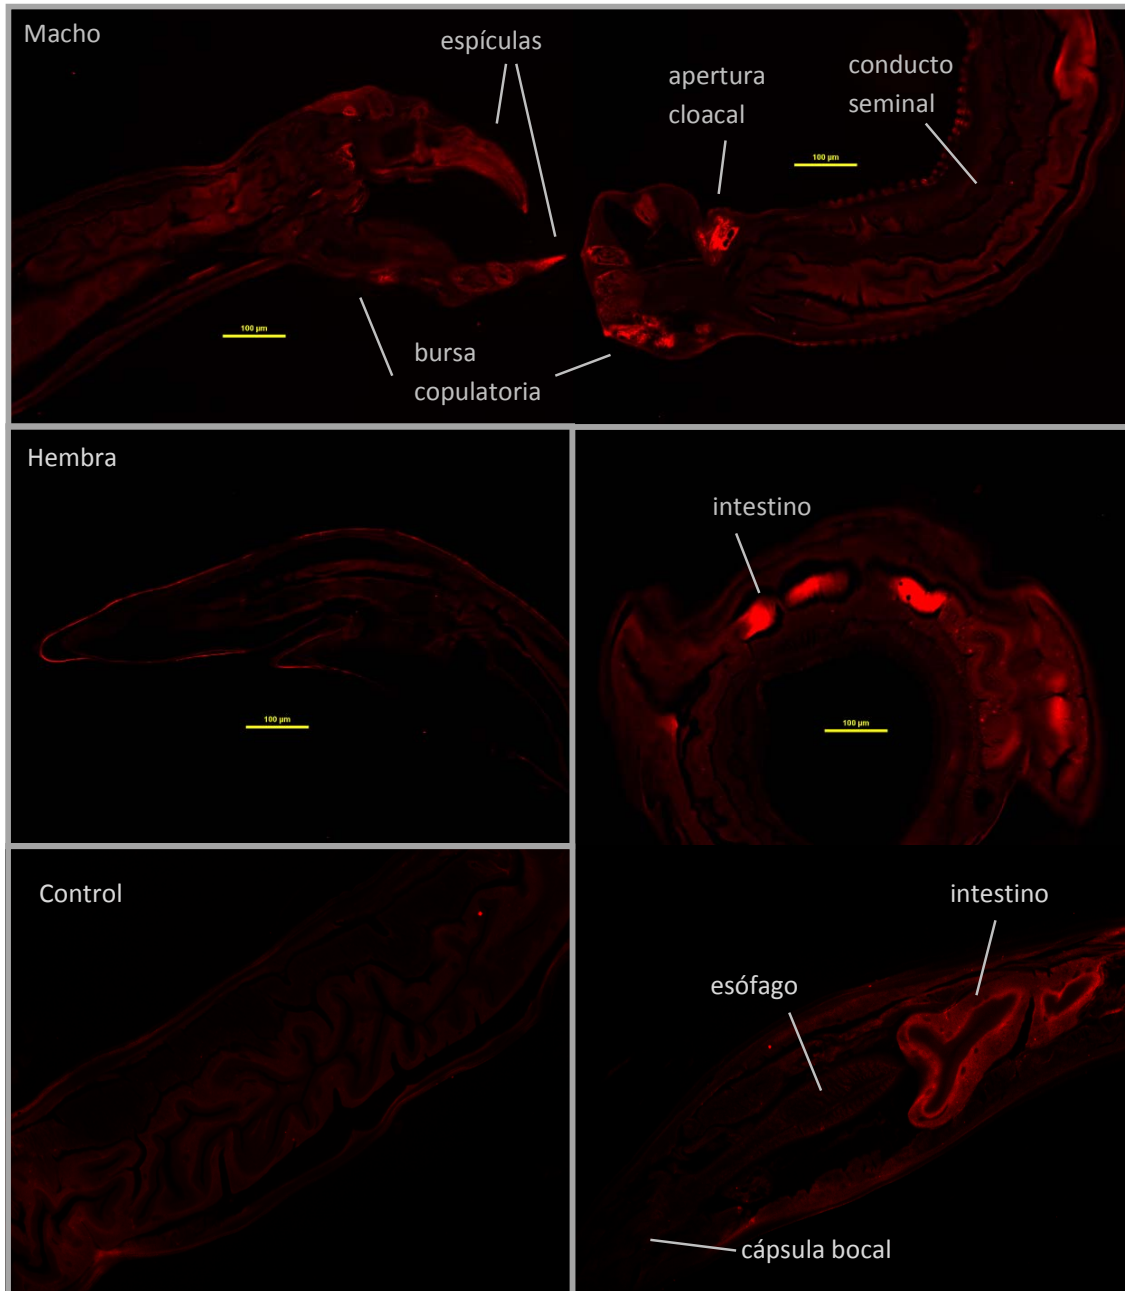 Macho
espículas
apertura
cloacal
conducto
seminal
100 µm
100 µm
bursa
copulatoria
Hembra
intestino
100 µm
100 µm
Control
intestino
esófago
cápsula bocal